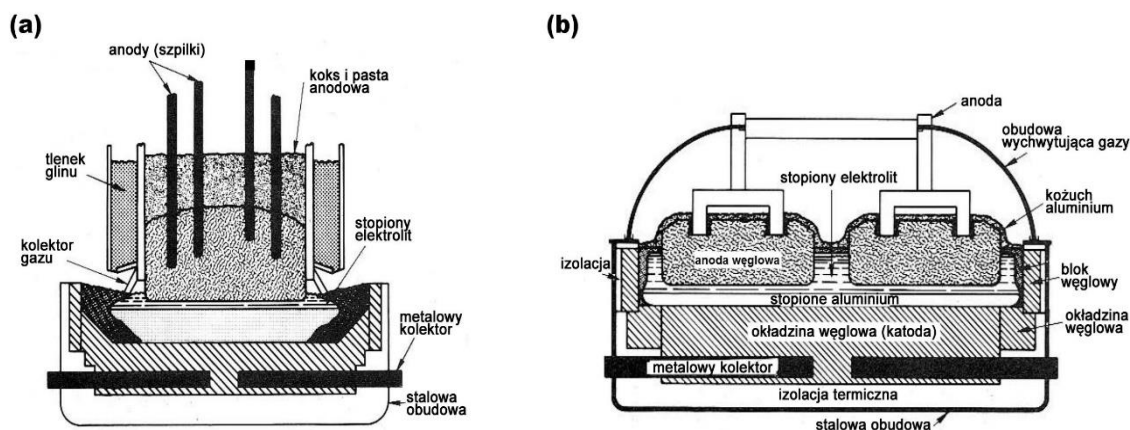 (a)
anody (szpilki)
koks i pasta
anodowa
tlenek
glinu
stopiony
elektrolit
kolektor
gazu
metalowy
kolektor
stalowa
obudowa
(b)
anoda
obudowa
wychwytująca gazy
stopiony elektrolit
kożuch
aluminium
izolacja
anoda węglowa
blok
węglowy
stopione aluminium
okładzina węglowa (katoda)
okładzina
węglowa
metalowy kolektor
izolacja termiczna
stalowa obudowa